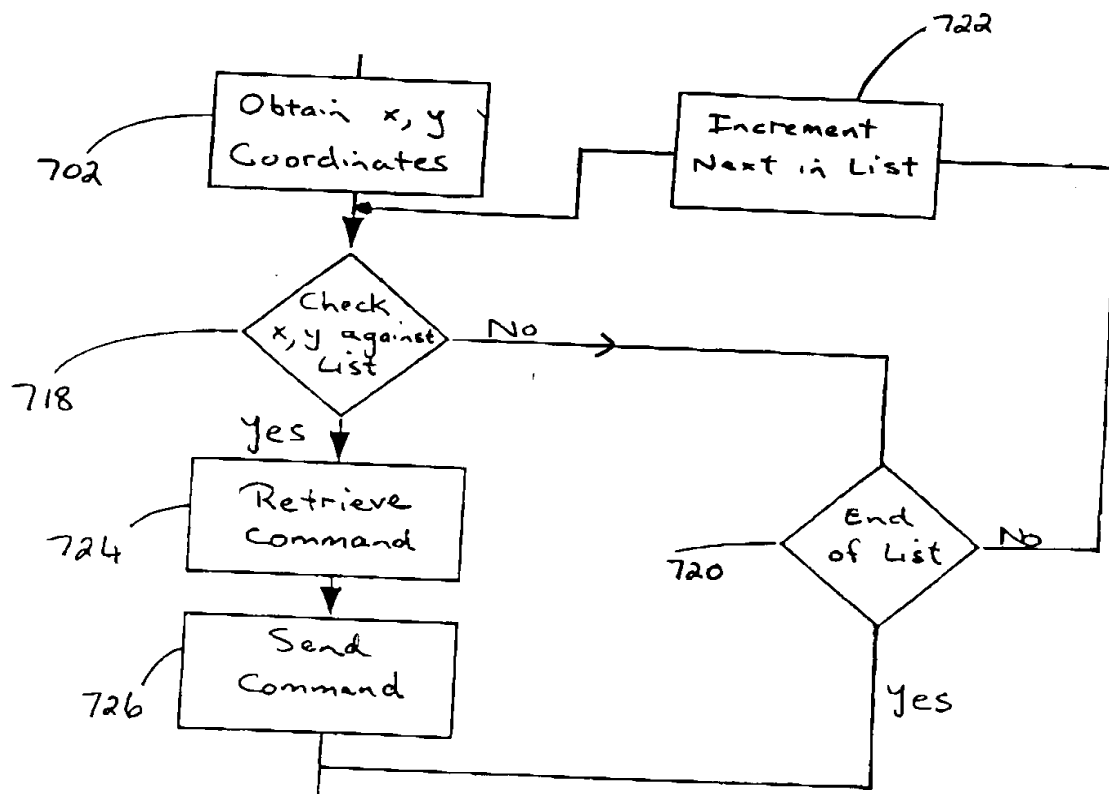 722
Obtain x, y
Coordinates
702
Increment
Next in List
Check
x, y against
List
No
718
Yes
Retrieve
Command
724
End
of List
No
720
Send
Command
726
Yes